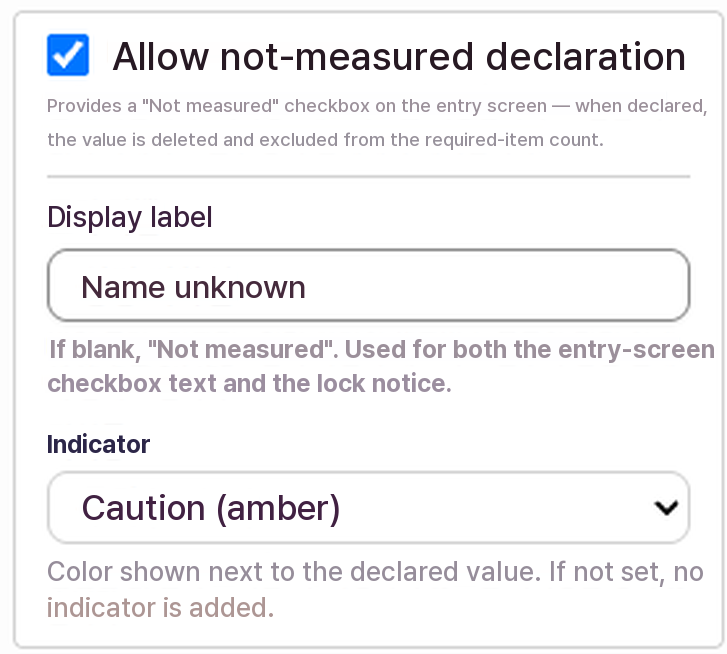 Allow not-measured declaration
Provides a "Not measured" checkbox on the entry screen — when declared,
the value is deleted and excluded from the required-item count.
Display label
Name unknown
If blank, "Not measured". Used for both the entry-screen
checkbox text and the lock notice.
Indicator
Caution (amber)
Color shown next to the declared value. If not set, no
indicator is added.